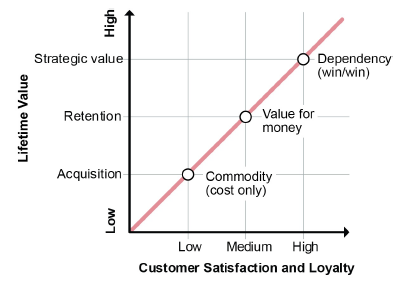 High
Strategic value
Dependency
(win/win)
Lifetime Value
Retention
Value for
money
Acquisition
Commodity
(cost only)
Low
Low
Medium
High
Customer Satisfaction and Loyalty